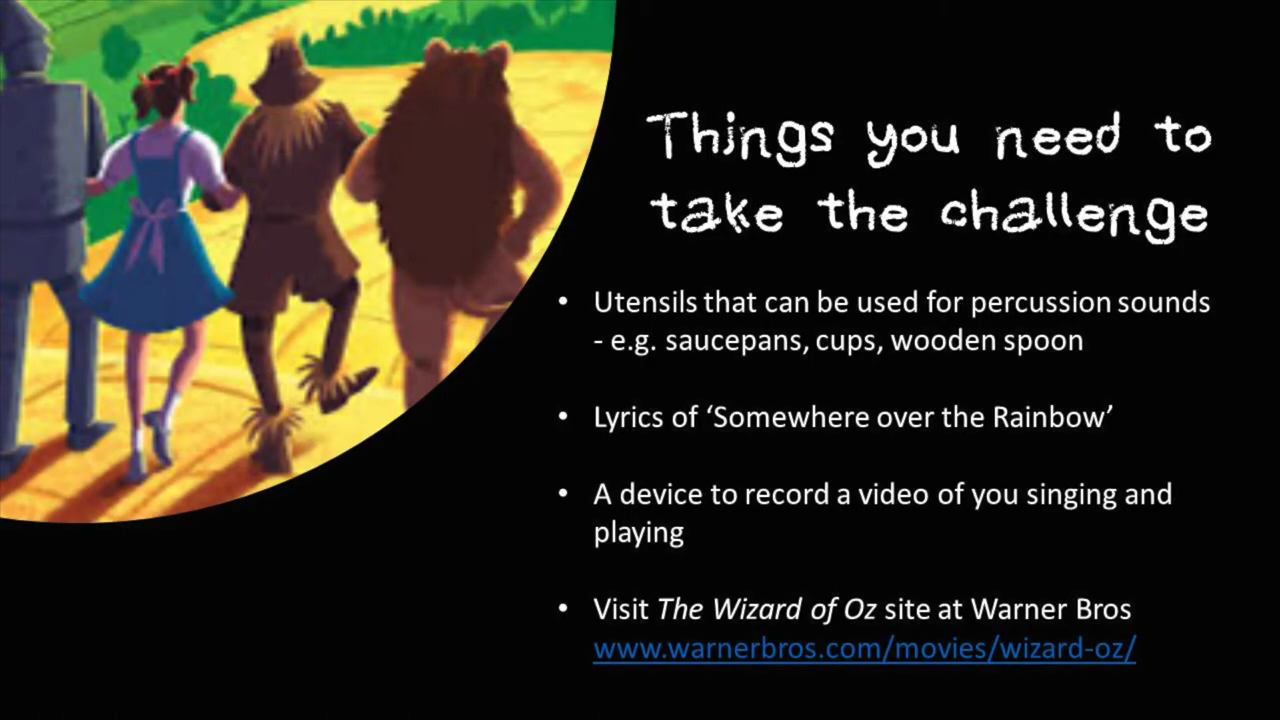 Things you need to
take the challenge
• Utensils that can be used for percussion sounds
- e.g. saucepans, cups, wooden spoon
• Lyrics of ‘Somewhere over the Rainbow’
• A device to record a video of you singing and
playing
• Visit The Wizard of Oz site at Warner Bros
www.warnerbros.com/movies/wizard-oz/